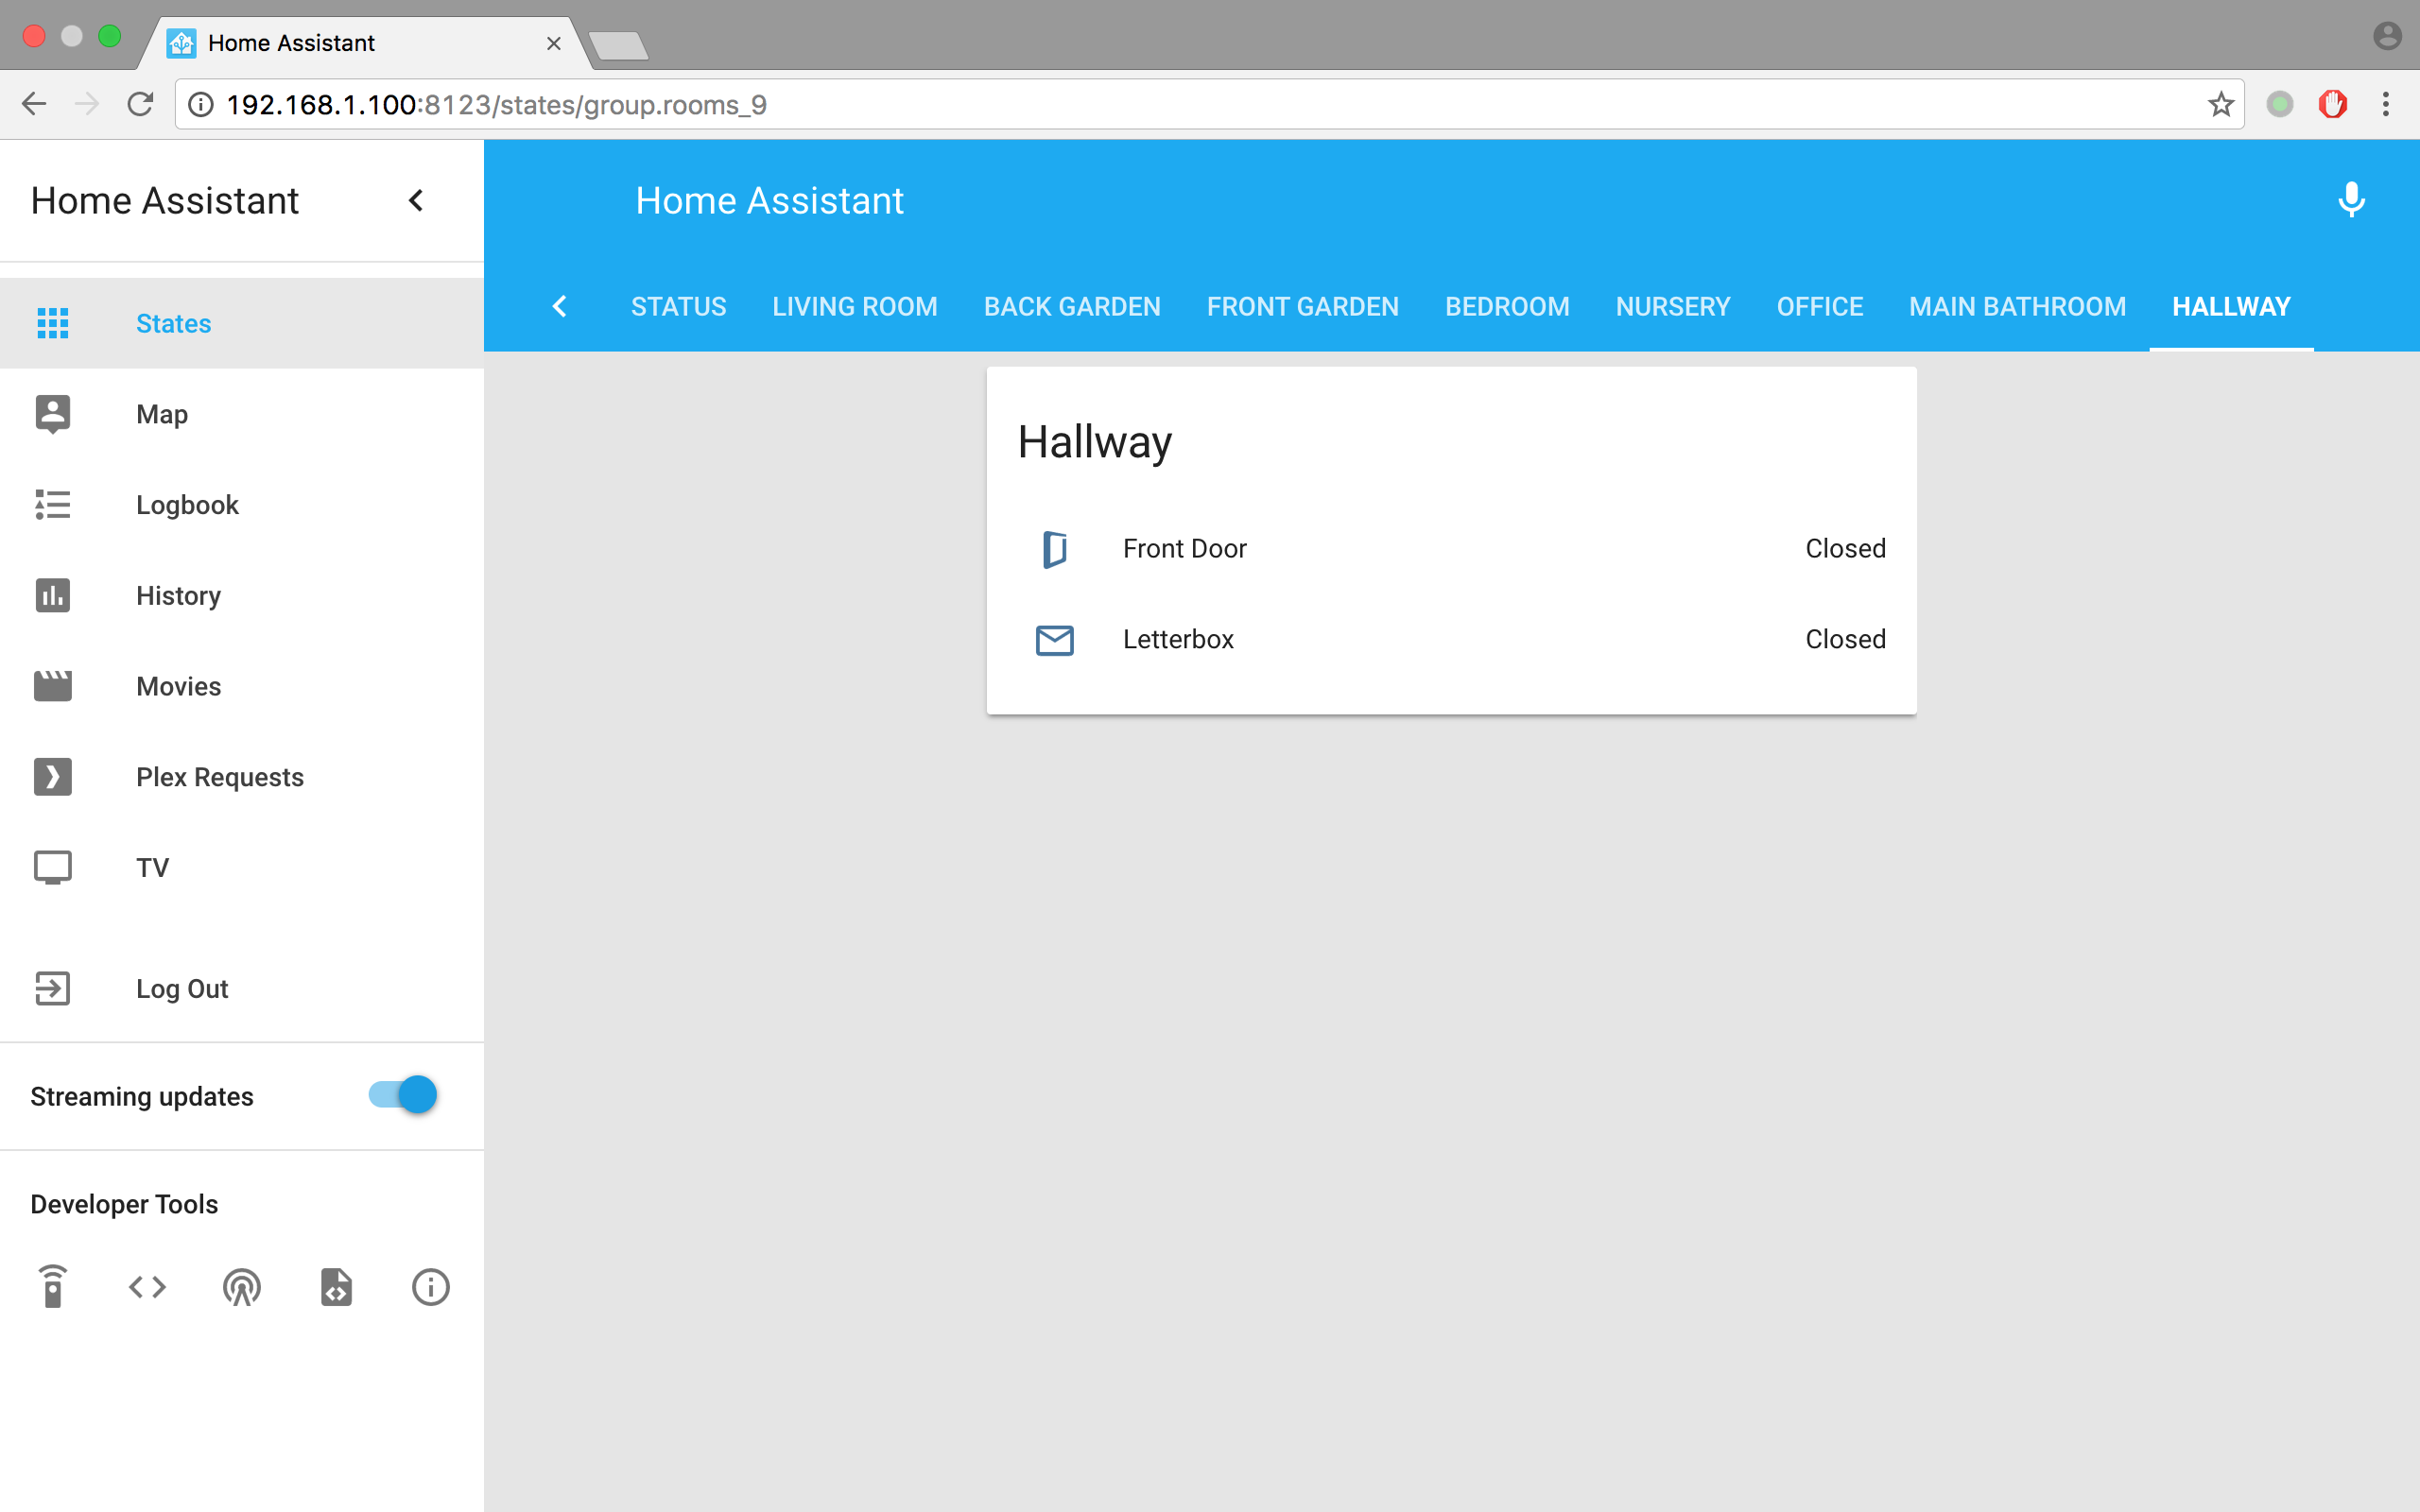 Home Assistant
192.168.1.100:8123/states/group.rooms_9
Home Assistant
States
Map
Logbook
History
Movies
Plex Requests
TV
Log Out
Streaming updates
Developer Tools
Home Assistant
STATUS LIVING ROOM BACK GARDEN FRONT GARDEN BEDROOM NURSERY OFFICE MAIN BATHROOM HALLWAY
Hallway
Front Door Closed
Letterbox Closed